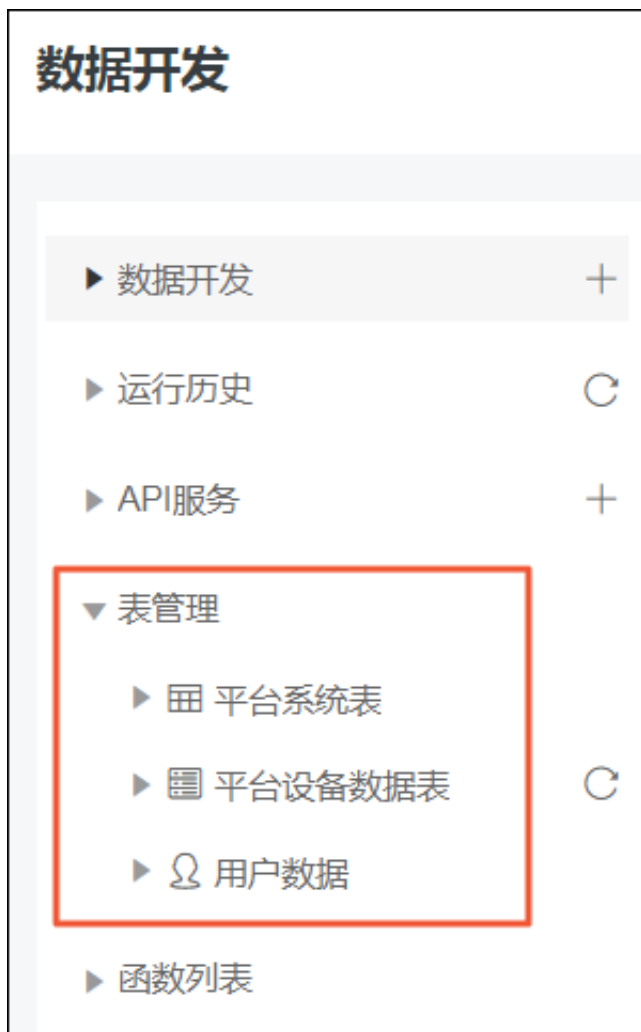 数据开发
数据开发
运行历史
API服务
表管理
平台系统表
平台设备数据表
用户数据
函数列表